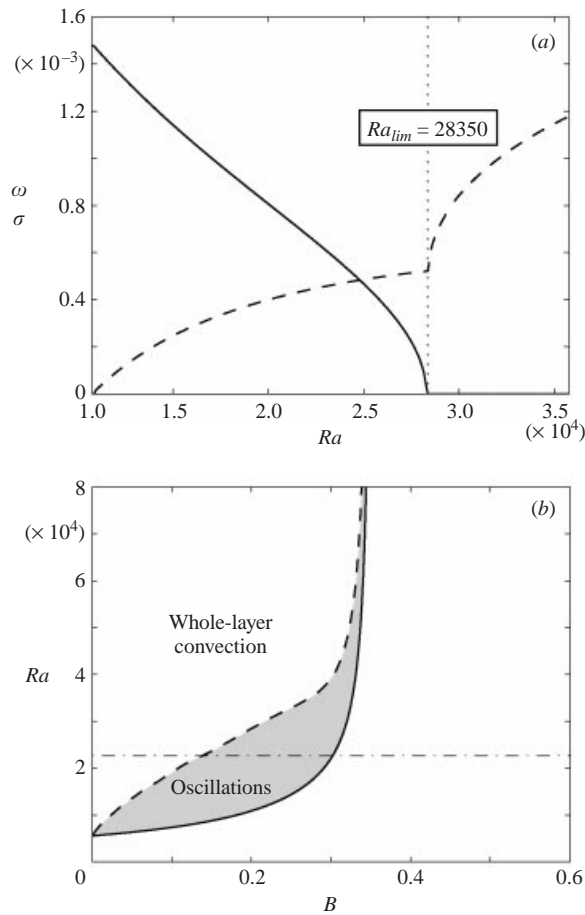 1.6
(a)
(× 10⁻³)
1.2
Ra_lim = 28350
ω
σ
0.8
0.4
0
1.0
1.5
2.0
2.5
3.0
3.5
Ra
(× 10⁴)
8
(b)
(× 10⁴)
6
Whole-layer
convection
Ra
4
2
Oscillations
0
0.2
0.4
0.6
B